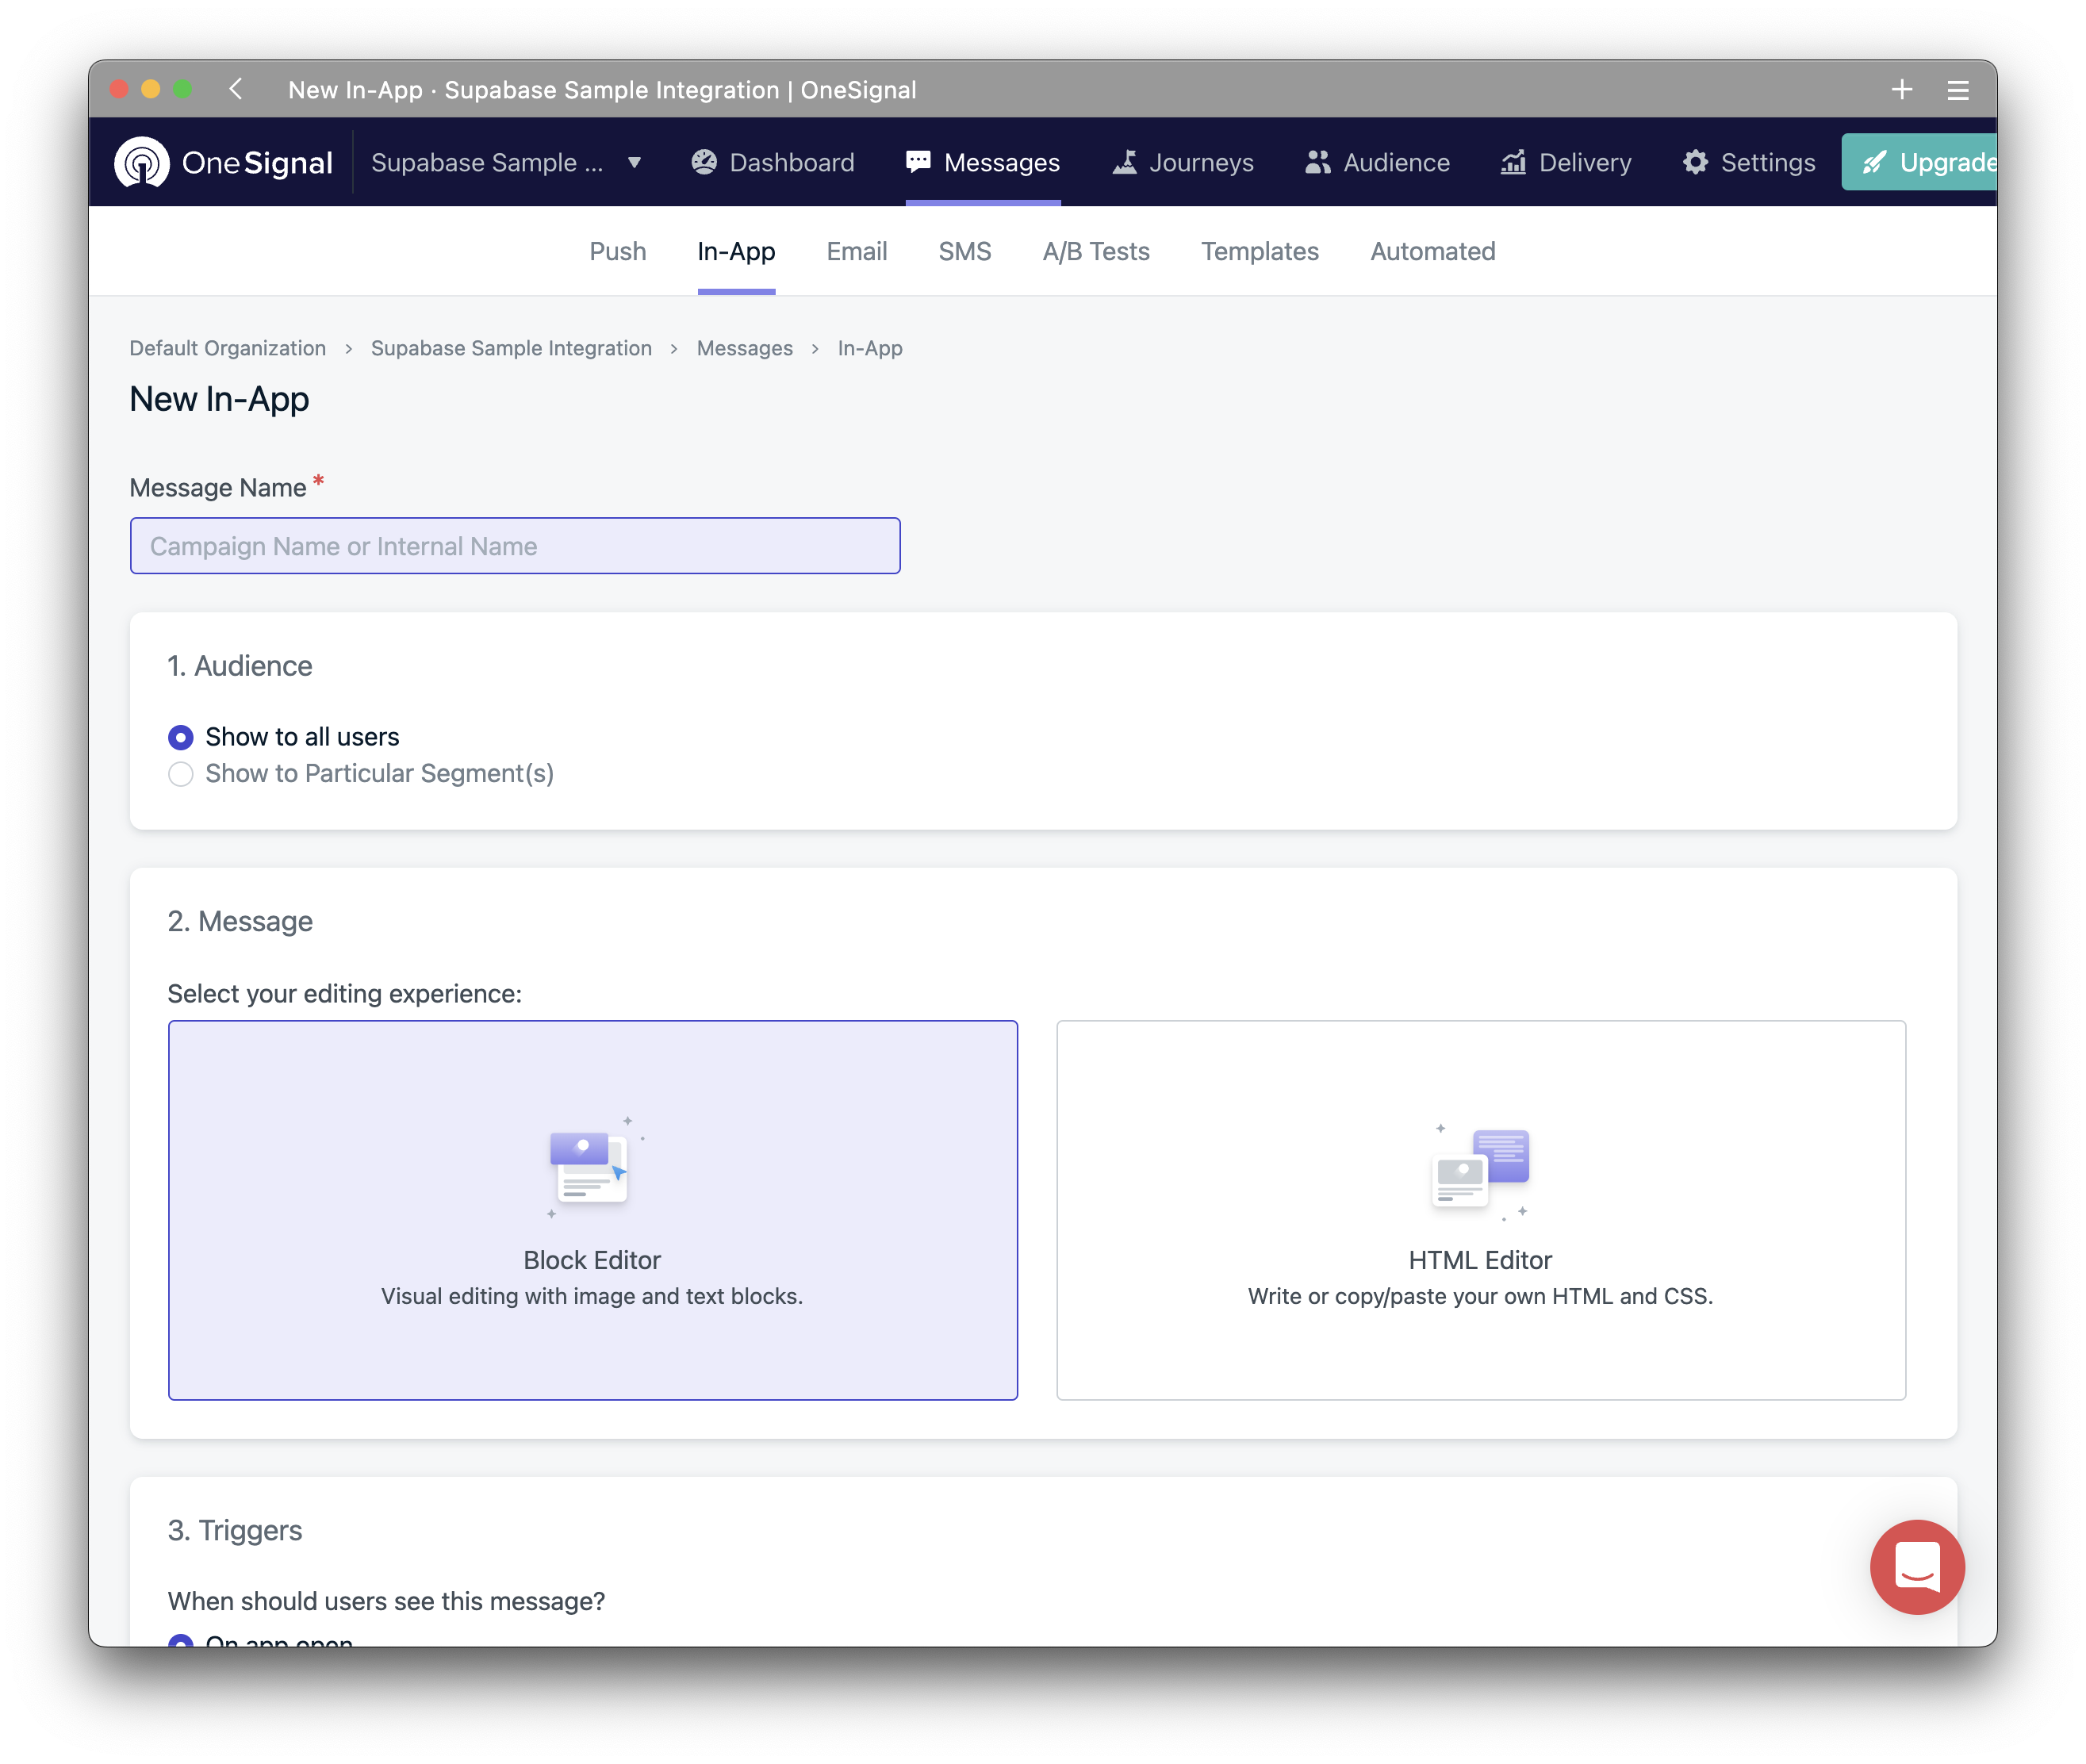 New In-App · Supabase Sample Integration | OneSignal
OneSignal Supabase Sample ... Dashboard Messages Journeys Audience Delivery Settings Upgrade
Push In-App Email SMS A/B Tests Templates Automated
Default Organization > Supabase Sample Integration > Messages > In-App
New In-App
Message Name *
Campaign Name or Internal Name
1. Audience
Show to all users
Show to Particular Segment(s)
2. Message
Select your editing experience:
Block Editor
Visual editing with image and text blocks.
HTML Editor
Write or copy/paste your own HTML and CSS.
3. Triggers
When should users see this message?
On app open